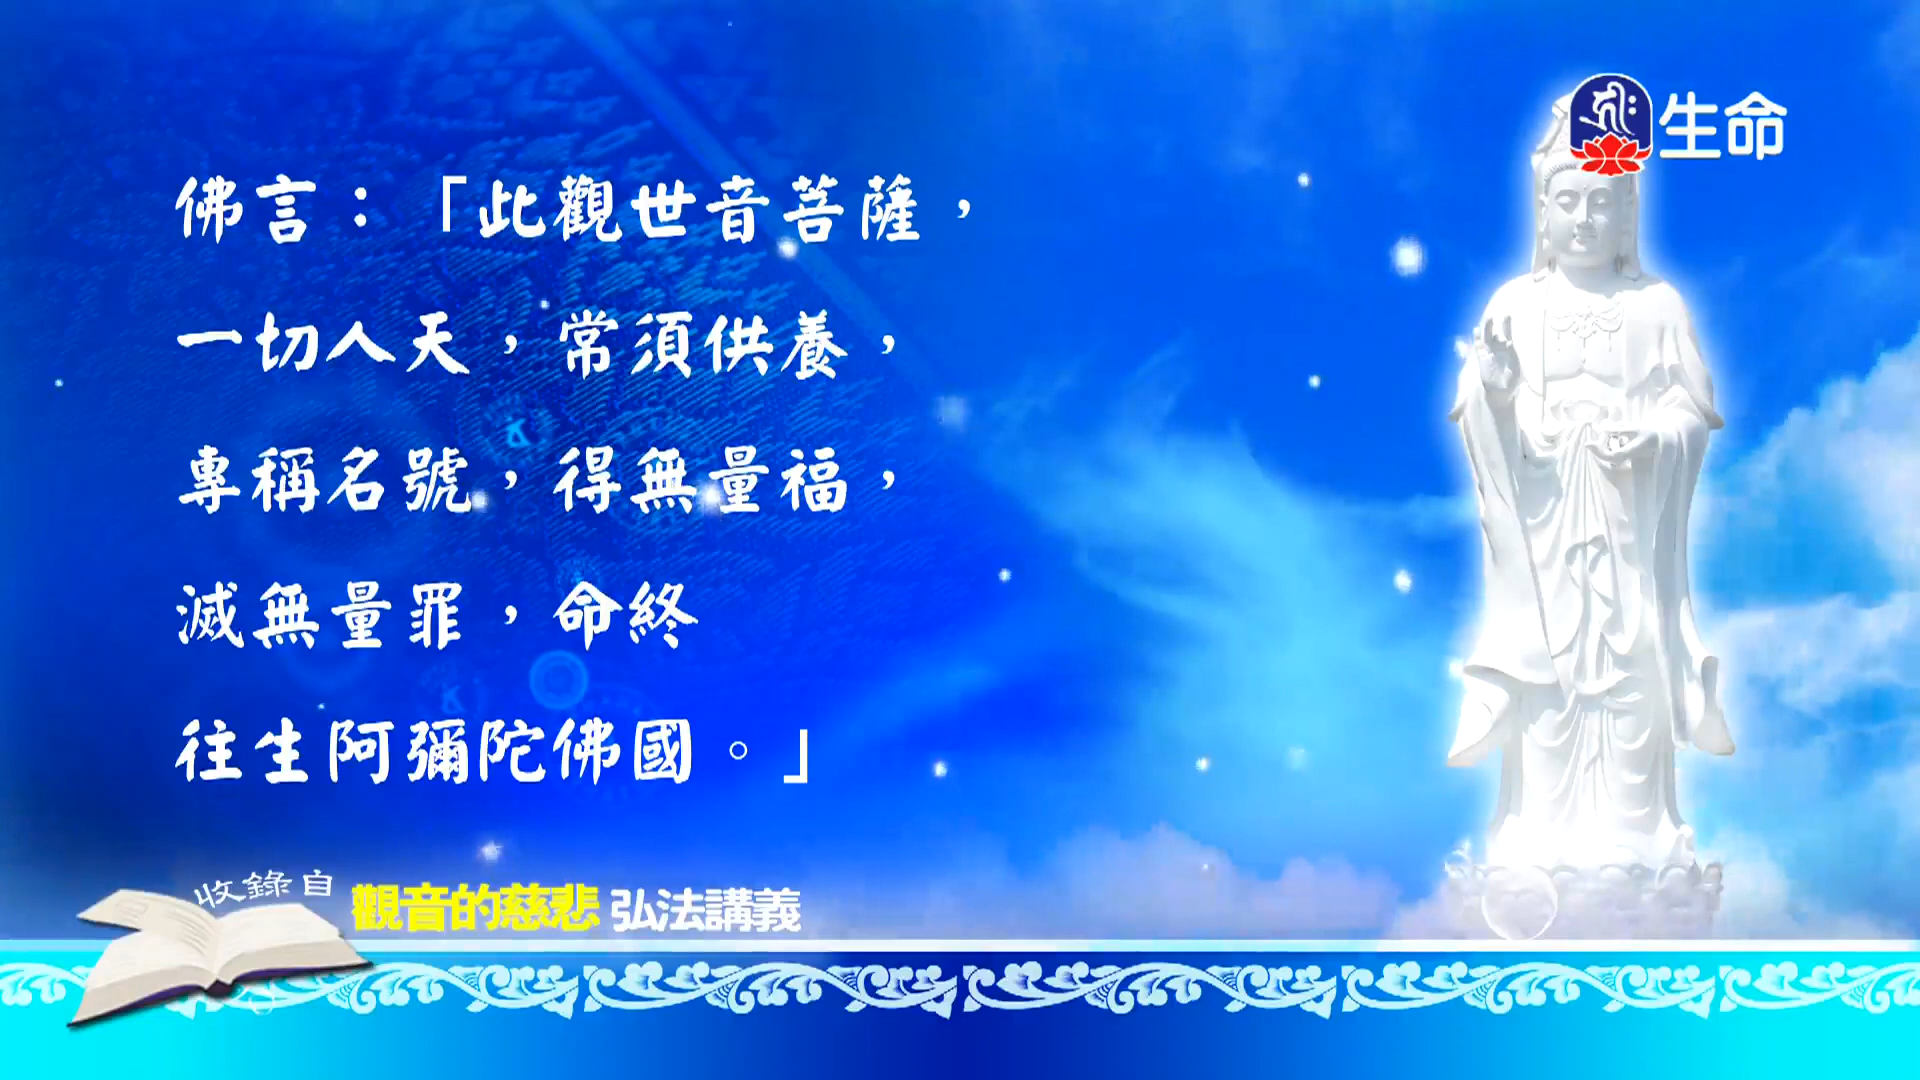 生命
佛言：「此觀世音菩薩，
一切人天，常須供養，
專稱名號，得無量福，
滅無量罪，命終
往生阿彌陀佛國。」
收錄自 觀音的慈悲 弘法講義